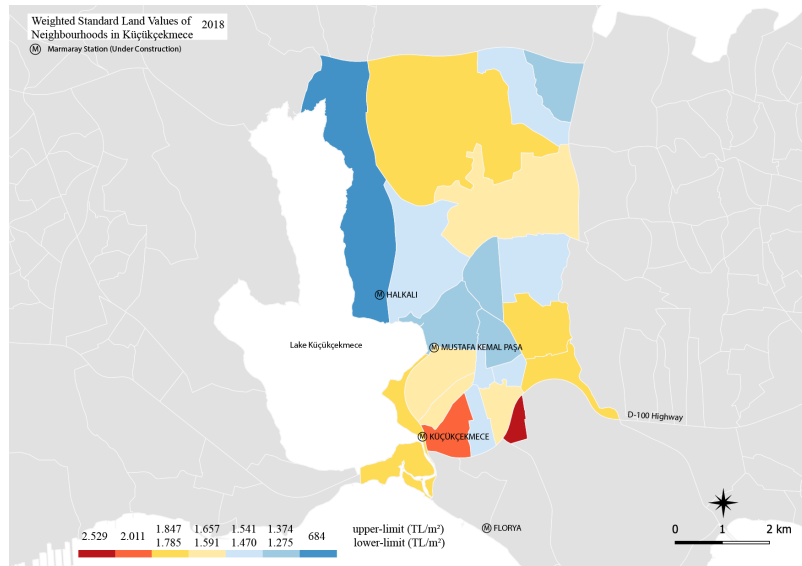 Weighted Standard Land Values of 2018
Neighbourhoods in Küçükçekmece
M Marmaray Station (Under Construction)
M HALKALI
Lake Küçükçekmece
M MUSTAFA KEMAL PAŞA
D-100 Highway
M KÜÇÜKÇEKMECE
M FLORYA
2.529 2.011 1.847 1.657 1.541 1.374 684 upper-limit (TL/m²)
1.785 1.591 1.470 1.275 lower-limit (TL/m²)
0 1 2 km